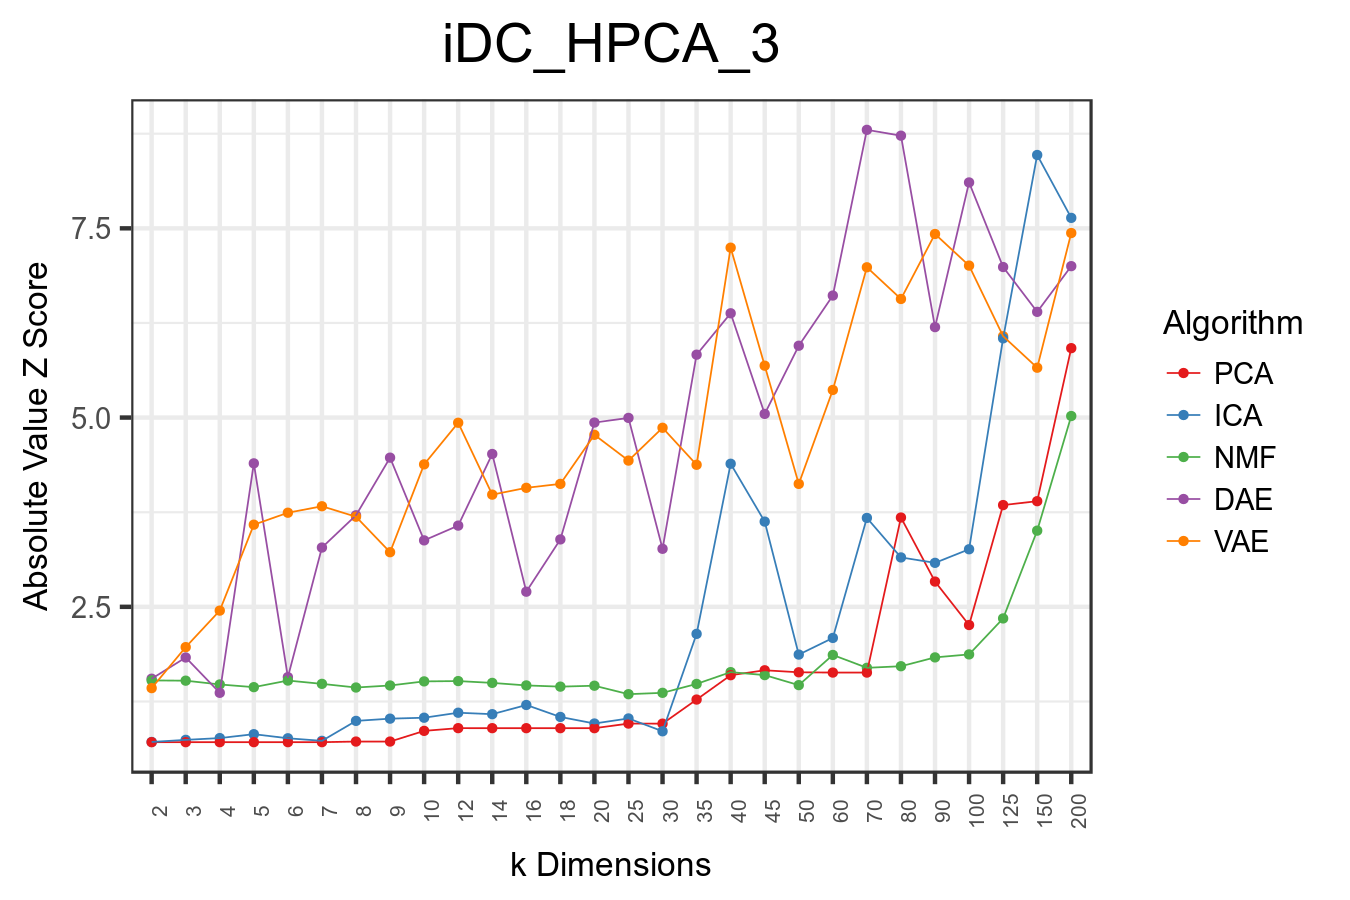 iDC_HPCA_3
Absolute Value Z Score
7.5
5.0
2.5
2 3 4 5 6 7 8 9 10 12 14 16 18 20 25 30 35 40 45 50 60 70 80 90 100 125 150 200
k Dimensions
Algorithm
PCA
ICA
NMF
DAE
VAE